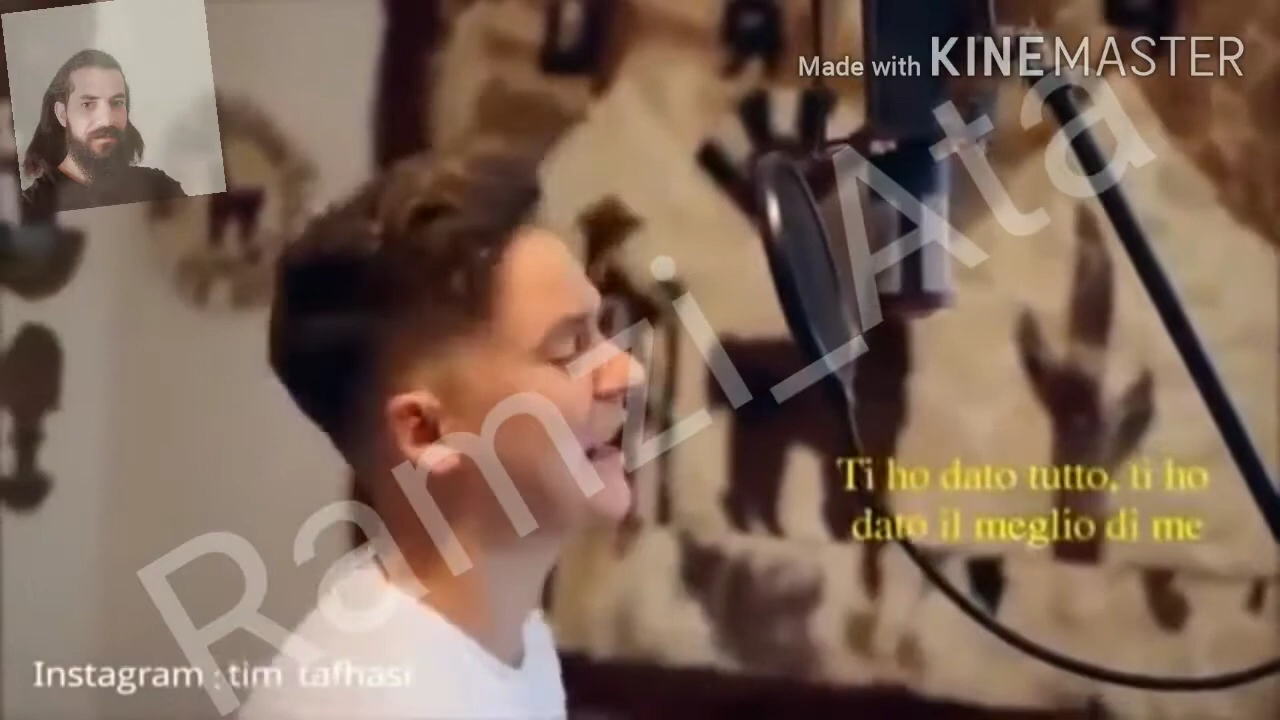 Made with KINEMASTER
Ramzi_Ata
Ti ho dato tutto, ti ho
dato il meglio di me
Instagram : tim tafhasi